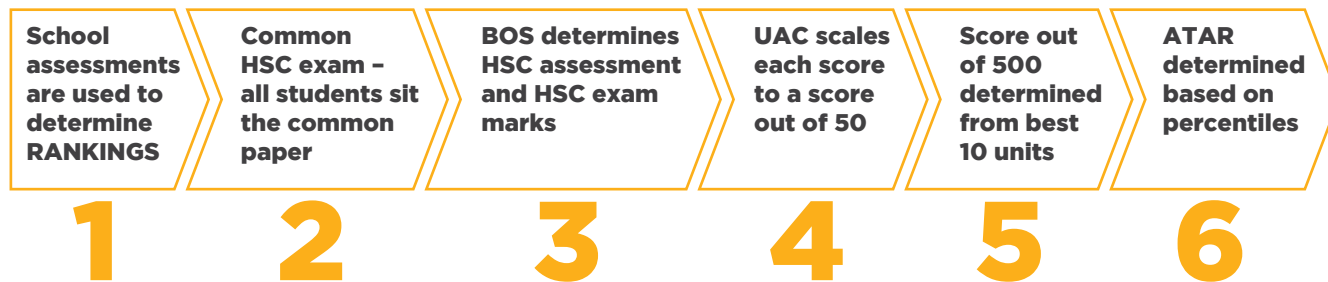 School
assessments
are used to
determine
RANKINGS
Common
HSC exam –
all students sit
the common
paper
BOS determines
HSC assessment
and HSC exam
marks
UAC scales
each score
to a score
out of 50
Score out
of 500
determined
from best
10 units
ATAR
determined
based on
percentiles
1
2
3
4
5
6